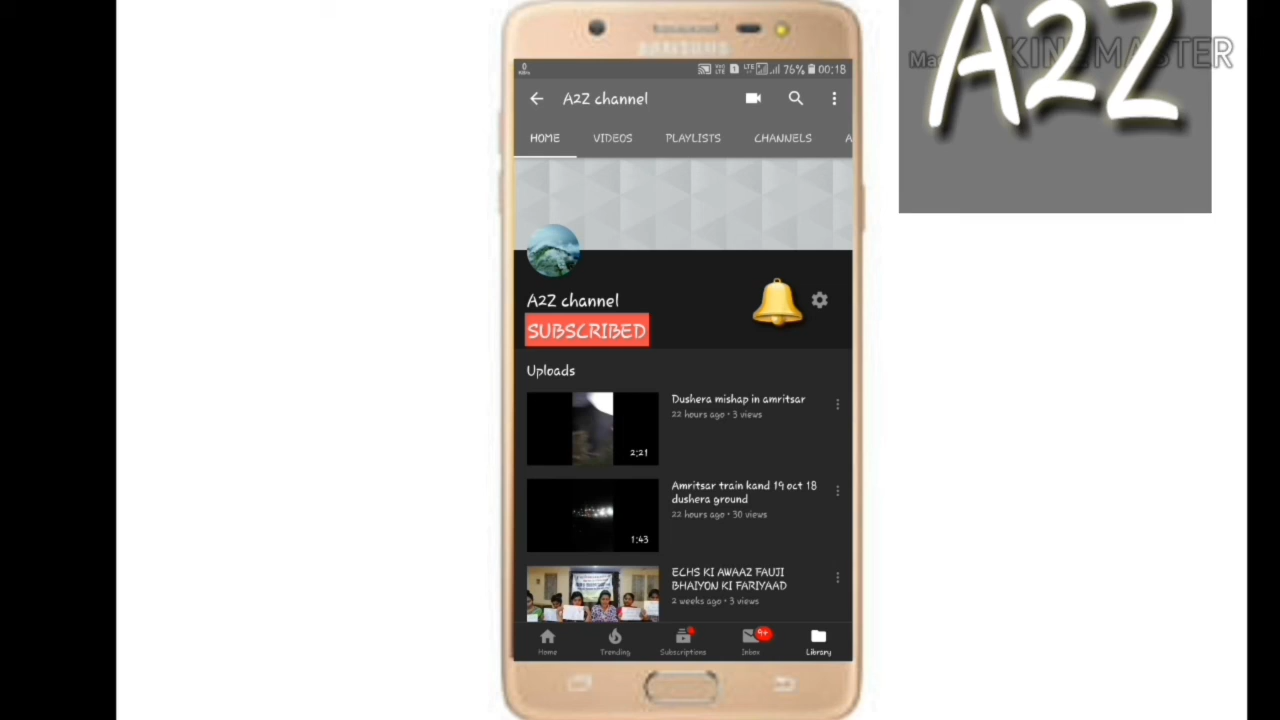 SAMSUNG
76% 00:18
A2Z channel
HOME VIDEOS PLAYLISTS CHANNELS A
A2Z channel
SUBSCRIBED
Uploads
Dushera mishap in amritsar
22 hours ago • 3 views
2:21
Amritsar train kand 19 oct 18
dushera ground
22 hours ago • 30 views
1:43
ECHS KI AWAAZ FAUJI
BHAIYON KI FARIYAAD
2 weeks ago • 3 views
9+
Home Trending Subscriptions Inbox Library
A2Z
KINEMASTER